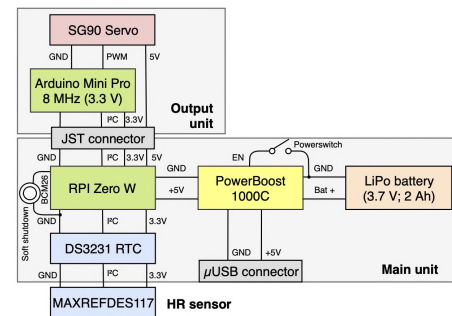 SG90 Servo
GND PWM 5V
Arduino Mini Pro
8 MHz (3.3 V)
Output
unit
I²C 3.3V
JST connector
GND I²C 3.3V 5V
Powerswitch
EN
GND GND
BCM26
RPI Zero W
PowerBoost
1000C
LiPo battery
(3.7 V; 2 Ah)
+5V Bat +
Soft shutdown
GND I²C 3.3V
DS3231 RTC
GND +5V
µUSB connector
Main unit
GND I²C 3.3V
MAXREFDES117
HR sensor